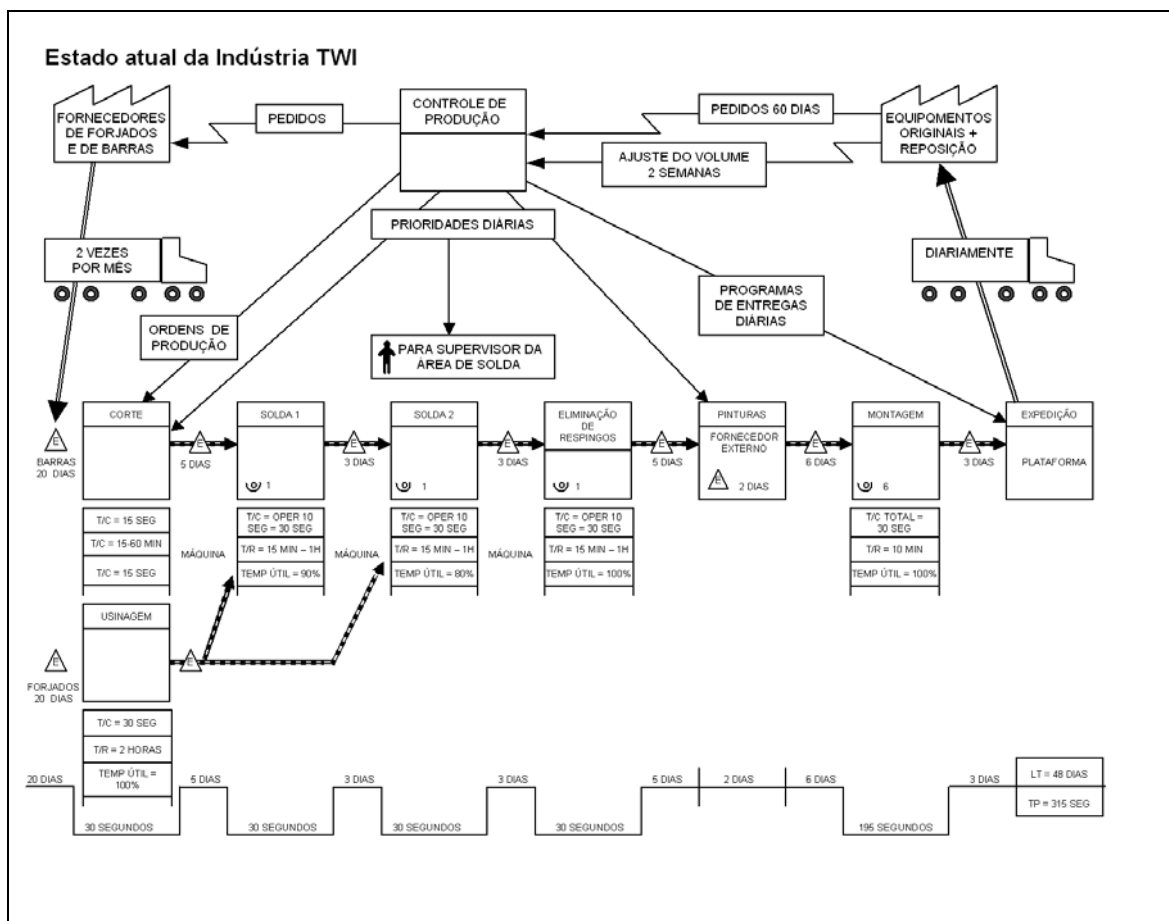 Estado atual da Indústria TWI
FORNECEDORES
DE FORJADOS
E DE BARRAS
PEDIDOS
CONTROLE DE
PRODUÇÃO
PEDIDOS 60 DIAS
AJUSTE DO VOLUME
2 SEMANAS
EQUIPOMENTOS
ORIGINAIS +
REPOSIÇÃO
PRIORIDADES DIÁRIAS
2 VEZES
POR MÊS
DIARIAMENTE
ORDENS DE
PRODUÇÃO
PARA SUPERVISOR DA
ÁREA DE SOLDA
PROGRAMAS
DE ENTREGAS
DIÁRIAS
CORTE
SOLDA 1
SOLDA 2
ELIMINAÇÃO
DE
RESPINGOS
PINTURAS
FORNECEDOR
EXTERNO
MONTAGEM
EXPEDIÇÃO
PLATAFORMA
E
BARRAS
20 DIAS
E
5 DIAS
1
E
3 DIAS
1
E
3 DIAS
1
E
5 DIAS
E
2 DIAS
E
6 DIAS
6
E
3 DIAS
T/C = 15 SEG
T/C = 15-60 MIN
T/C = 15 SEG
MÁQUINA
T/C = OPER 10
SEG = 30 SEG
T/R = 15 MIN – 1H
TEMP ÚTIL = 90%
MÁQUINA
T/C = OPER 10
SEG = 30 SEG
T/R = 15 MIN – 1H
TEMP ÚTIL = 80%
MÁQUINA
T/C = OPER 10
SEG = 30 SEG
T/R = 15 MIN – 1H
TEMP ÚTIL = 100%
T/C TOTAL =
30 SEG
T/R = 10 MIN
TEMP ÚTIL = 100%
USINAGEM
E
FORJADOS
20 DIAS
E
T/C = 30 SEG
T/R = 2 HORAS
TEMP ÚTIL =
100%
20 DIAS
5 DIAS
3 DIAS
3 DIAS
5 DIAS
2 DIAS
6 DIAS
3 DIAS
LT = 48 DIAS
TP = 315 SEG
30 SEGUNDOS
30 SEGUNDOS
30 SEGUNDOS
30 SEGUNDOS
195 SEGUNDOS